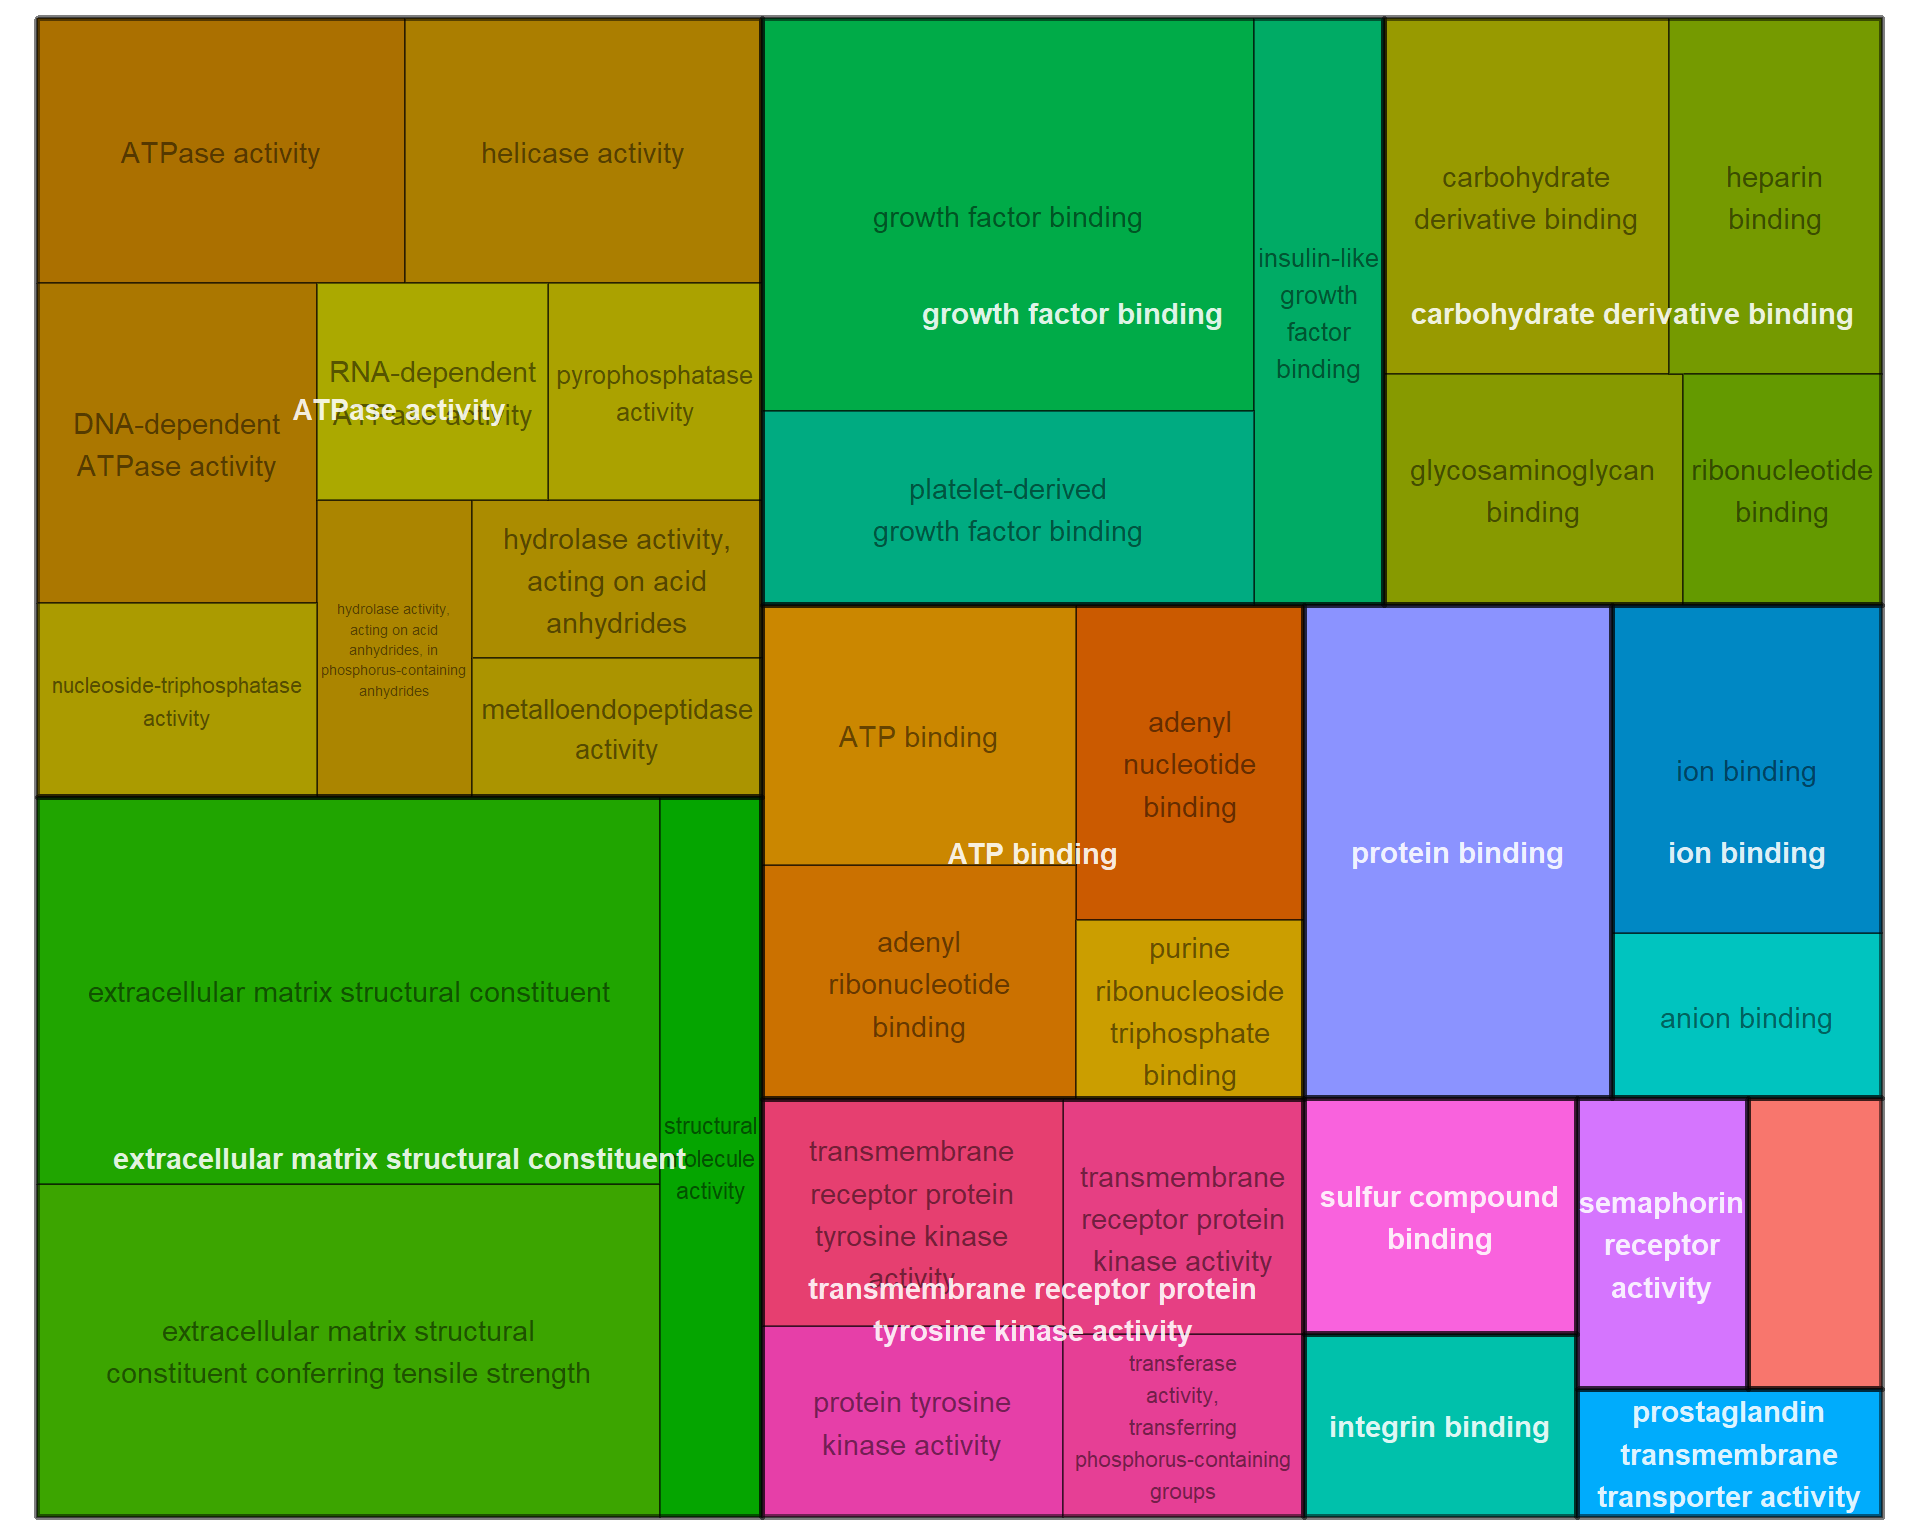 ATPase activity
helicase activity
DNA-dependent
ATPase activity
RNA-dependent
ATPase activity
pyrophosphatase
activity
ATPase activity
nucleoside-triphosphatase
activity
hydrolase activity,
acting on acid
anhydrides, in
phosphorus-containing
anhydrides
hydrolase activity,
acting on acid
anhydrides
metalloendopeptidase
activity
extracellular matrix structural constituent
extracellular matrix structural constituent
structural
molecule
activity
extracellular matrix structural
constituent conferring tensile strength
growth factor binding
growth factor binding
insulin-like
growth
factor
binding
platelet-derived
growth factor binding
carbohydrate
derivative binding
heparin
binding
carbohydrate derivative binding
glycosaminoglycan
binding
ribonucleotide
binding
ATP binding
adenyl
nucleotide
binding
ATP binding
adenyl
ribonucleotide
binding
purine
ribonucleoside
triphosphate
binding
protein binding
ion binding
ion binding
anion binding
transmembrane
receptor protein
tyrosine kinase
activity
transmembrane
receptor protein
kinase activity
transmembrane receptor protein
tyrosine kinase activity
protein tyrosine
kinase activity
transferase
activity,
transferring
phosphorus-containing
groups
sulfur compound
binding
semaphorin
receptor
activity
integrin binding
prostaglandin
transmembrane
transporter activity